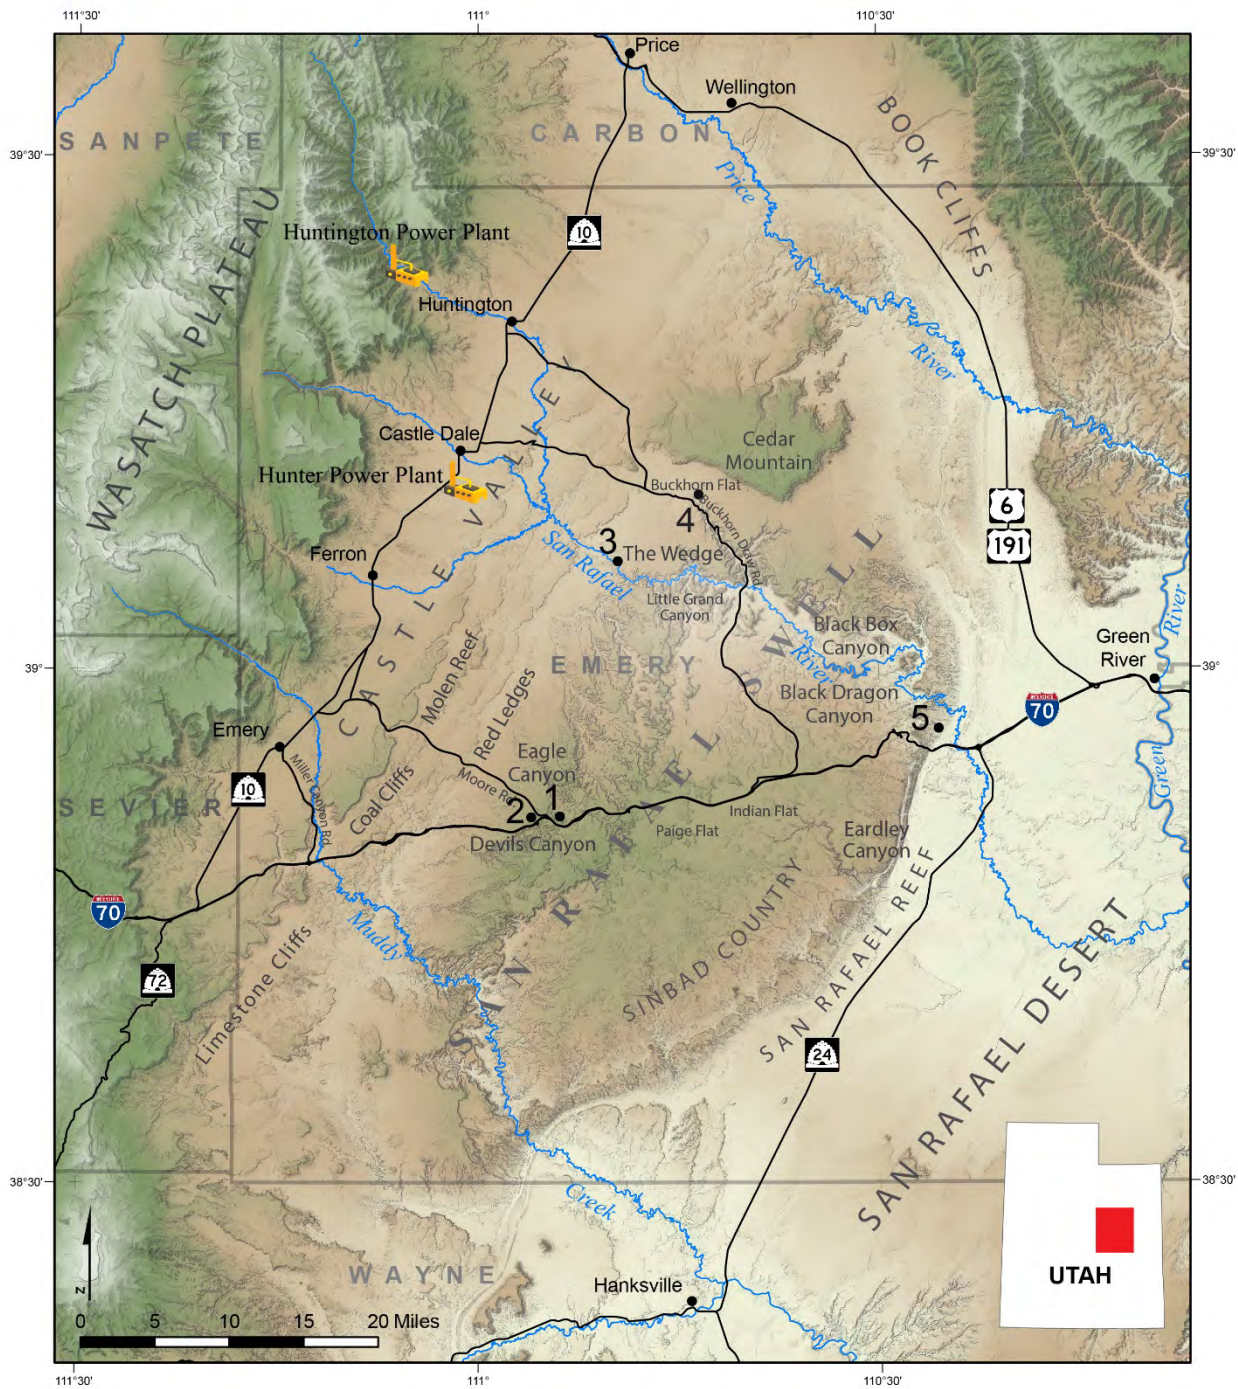 111°30'
111°
110°30'
Price
Wellington
SANPETE
CARBON
BOOK CLIFFS
39°30'
39°30'
Price
10
Huntington Power Plant
Huntington
WASATCH PLATEAU
River
Castle Dale
Cedar
Mountain
Hunter Power Plant
Buckhorn Flat
CASTLE VALLEY
4
Buckhorn Draw Rd
6
191
3
The Wedge
Ferron
San Rafael
Little Grand
Canyon
River
Black Box
Canyon
River
Green
River
39°
39°
EMERY
SAN RAFAEL SWELL
Molen Reef
Black Dragon
Canyon
Red Ledges
5
70
Emery
Eagle
Canyon
Green
Miller Canyon Rd
Moore Rd
10
SEVIER
Coal Cliffs
2
1
Indian Flat
Paige Flat
Devils Canyon
Eardley
Canyon
70
Muddy
SINBAD COUNTRY
SAN RAFAEL REEF
72
Limestone Cliffs
24
SAN RAFAEL DESERT
38°30'
38°30'
Creek
N
WAYNE
Hanksville
UTAH
0 5 10 15 20 Miles
111°30'
111°
110°30'